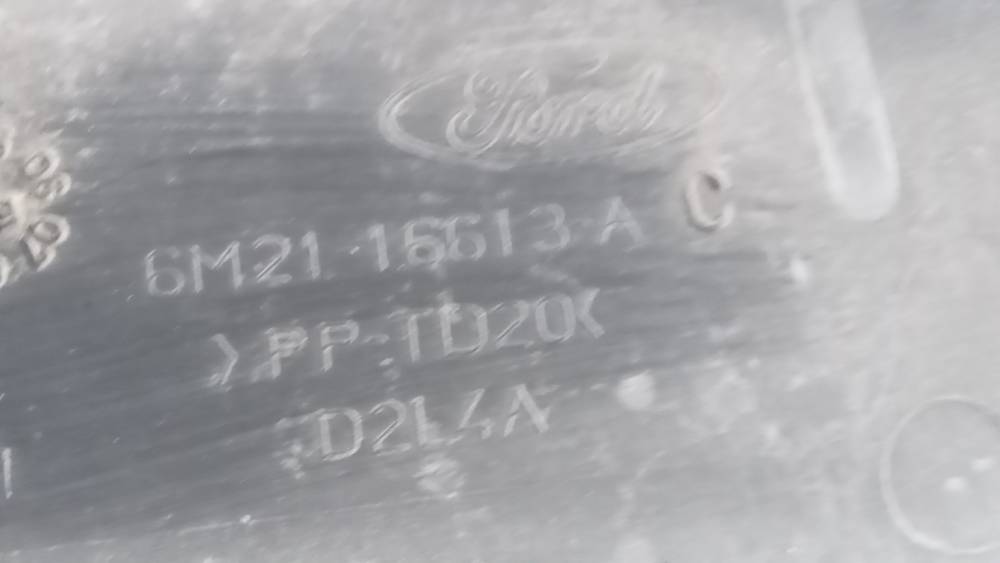 Ford
6M21-16613-A C
>PP-TD20<
D2L4A